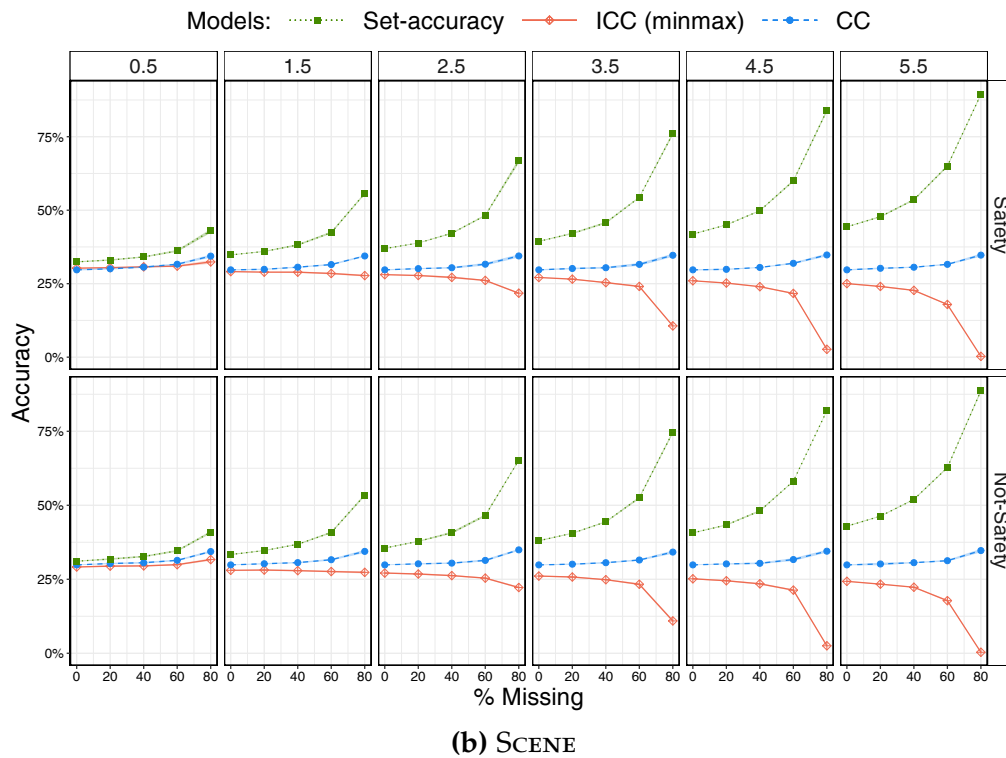 Models: Set-accuracy ICC (minmax) CC
0.5 1.5 2.5 3.5 4.5 5.5
75%
50%
25%
0%
Safety
75%
50%
25%
0%
Not-Safety
Accuracy
0 20 40 60 80 0 20 40 60 80 0 20 40 60 80 0 20 40 60 80 0 20 40 60 80 0 20 40 60 80
% Missing
(b) SCENE